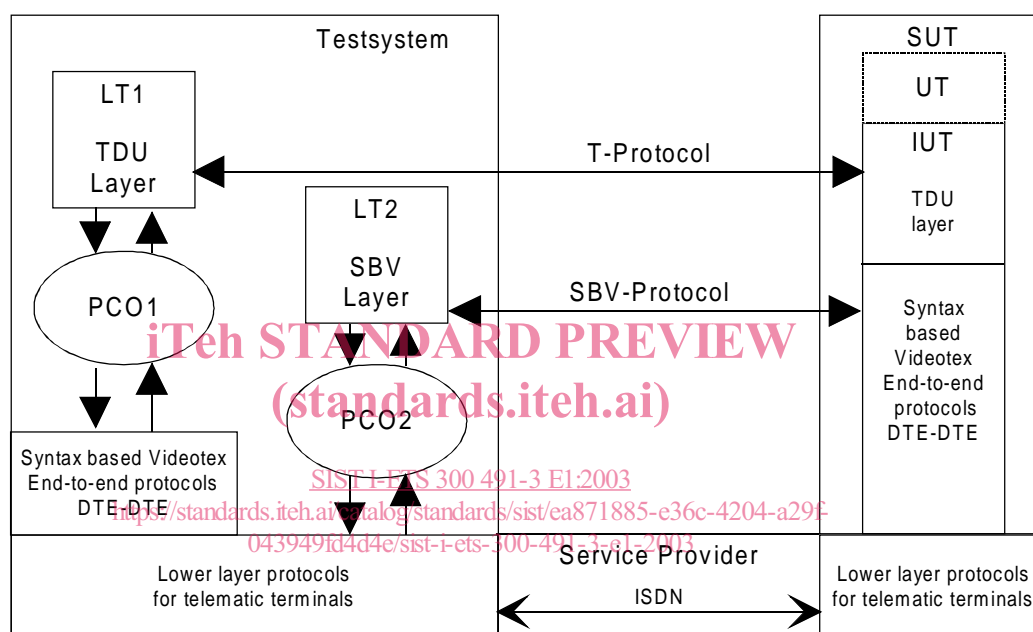 Testsystem
SUT
LT1
TDU
Layer
UT
IUT
TDU
layer
T-Protocol
LT2
SBV
Layer
SBV-Protocol
PCO1
iTeh STANDARD PREVIEW
(standards.iteh.ai)
PCO2
Syntax
based
Videotex
End-to-end
protocols
DTE-DTE
Syntax based Videotex
End-to-end protocols
DTE-DTE
SIST I-ETS 300 491-3 E1:2003
https://standards.iteh.ai/catalog/standards/sist/ea871885-e36c-4204-a29f-
043949fd4d4e/sist-i-ets-300-491-3-e1-2003
Service Provider
Lower layer protocols
for telematic terminals
ISDN
Lower layer protocols
for telematic terminals